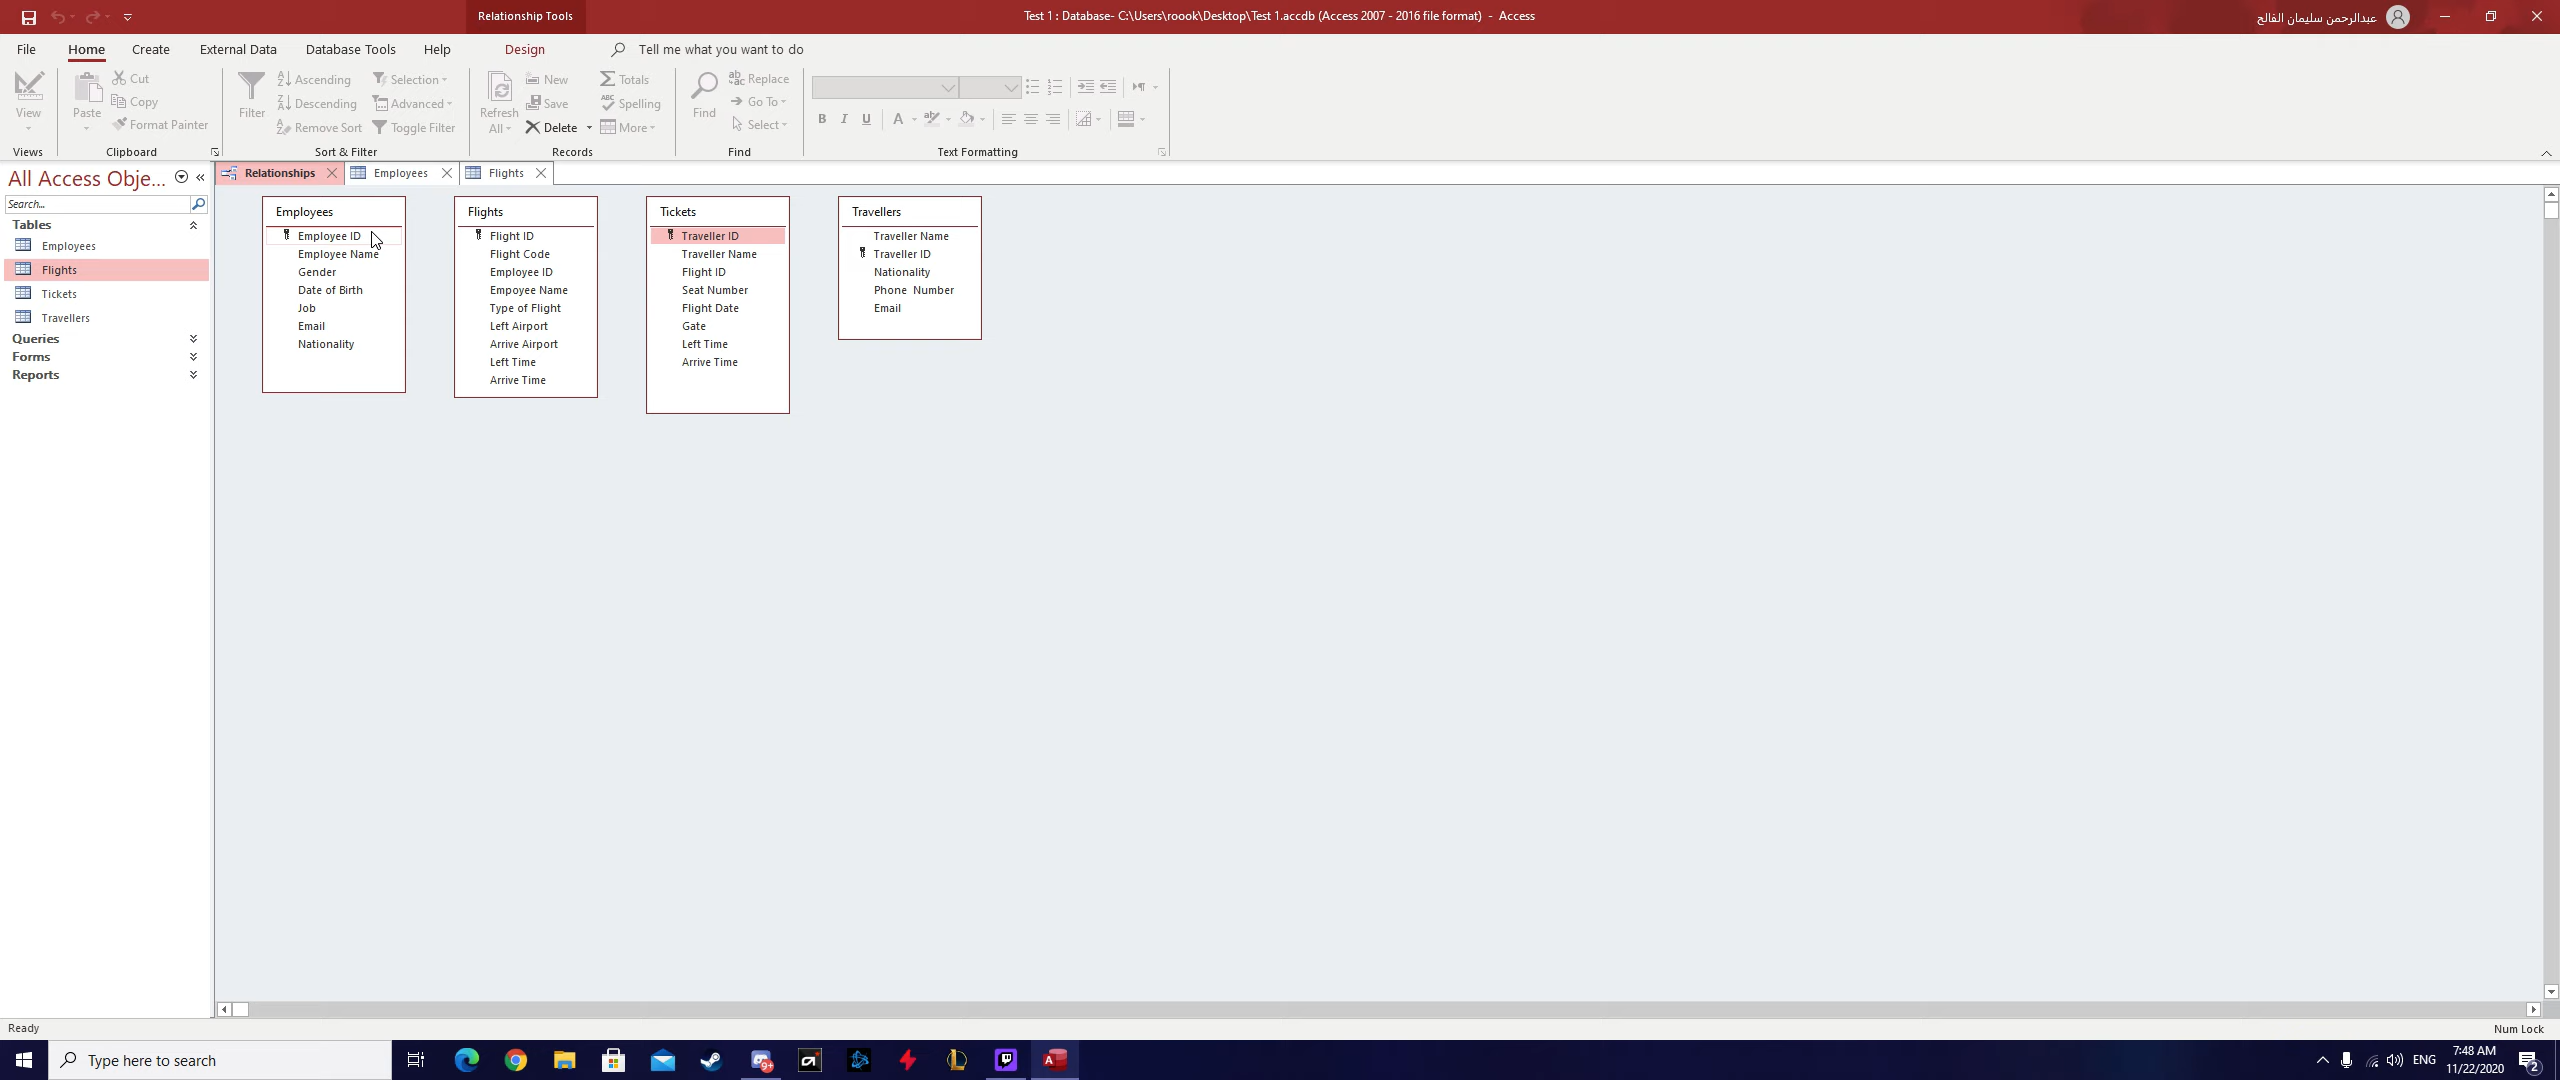 Relationship Tools
Test 1 : Database- C:\Users\roook\Desktop\Test 1.accdb (Access 2007 - 2016 file format) - Access
عبدالرحمن سليمان الفالح
File Home Create External Data Database Tools Help Design Tell me what you want to do
View
Views
Paste
Cut
Copy
Format Painter
Clipboard
Filter
Ascending
Descending
Remove Sort
Selection
Advanced
Toggle Filter
Sort & Filter
Refresh
All
New
Save
Delete
Totals
Spelling
More
Records
Find
Replace
Go To
Select
Find
B I U A
Text Formatting
All Access Obje...
Search...
Tables
Employees
Flights
Tickets
Travellers
Queries
Forms
Reports
Relationships
Employees
Flights
Employees
Employee ID
Employee Name
Gender
Date of Birth
Job
Email
Nationality
Flights
Flight ID
Flight Code
Employee ID
Empoyee Name
Type of Flight
Left Airport
Arrive Airport
Left Time
Arrive Time
Tickets
Traveller ID
Traveller Name
Flight ID
Seat Number
Flight Date
Gate
Left Time
Arrive Time
Travellers
Traveller Name
Traveller ID
Nationality
Phone Number
Email
Ready
Num Lock
Type here to search
9+
ENG
7:48 AM
11/22/2020
2